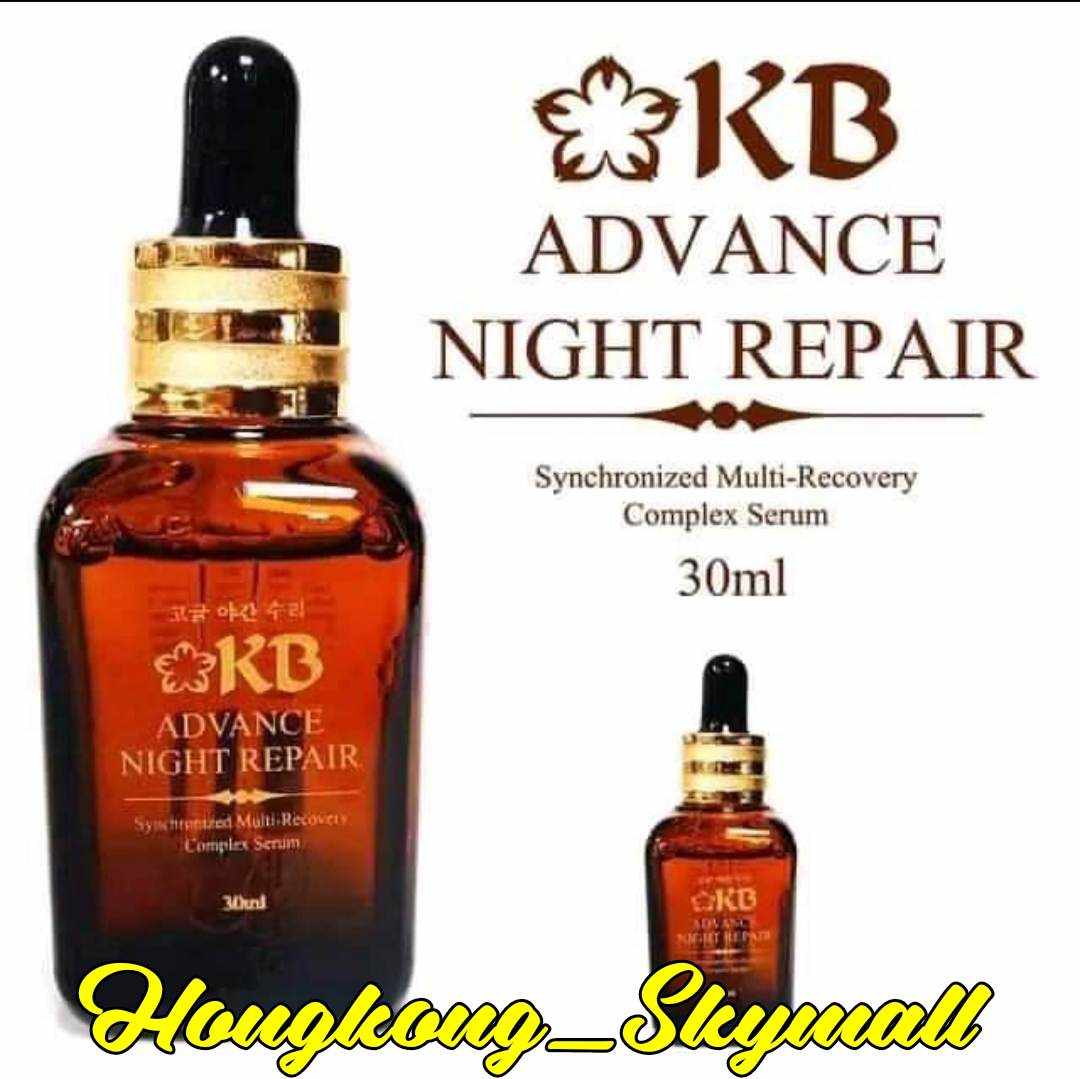 KB
ADVANCE
NIGHT REPAIR
Synchronized Multi-Recovery
Complex Serum
30ml
고급 야간 수리
KB
ADVANCE
NIGHT REPAIR
Synchronized Multi-Recovery
Complex Serum
30ml
KB
ADVANCE
NIGHT REPAIR
Hongkong_Skymall